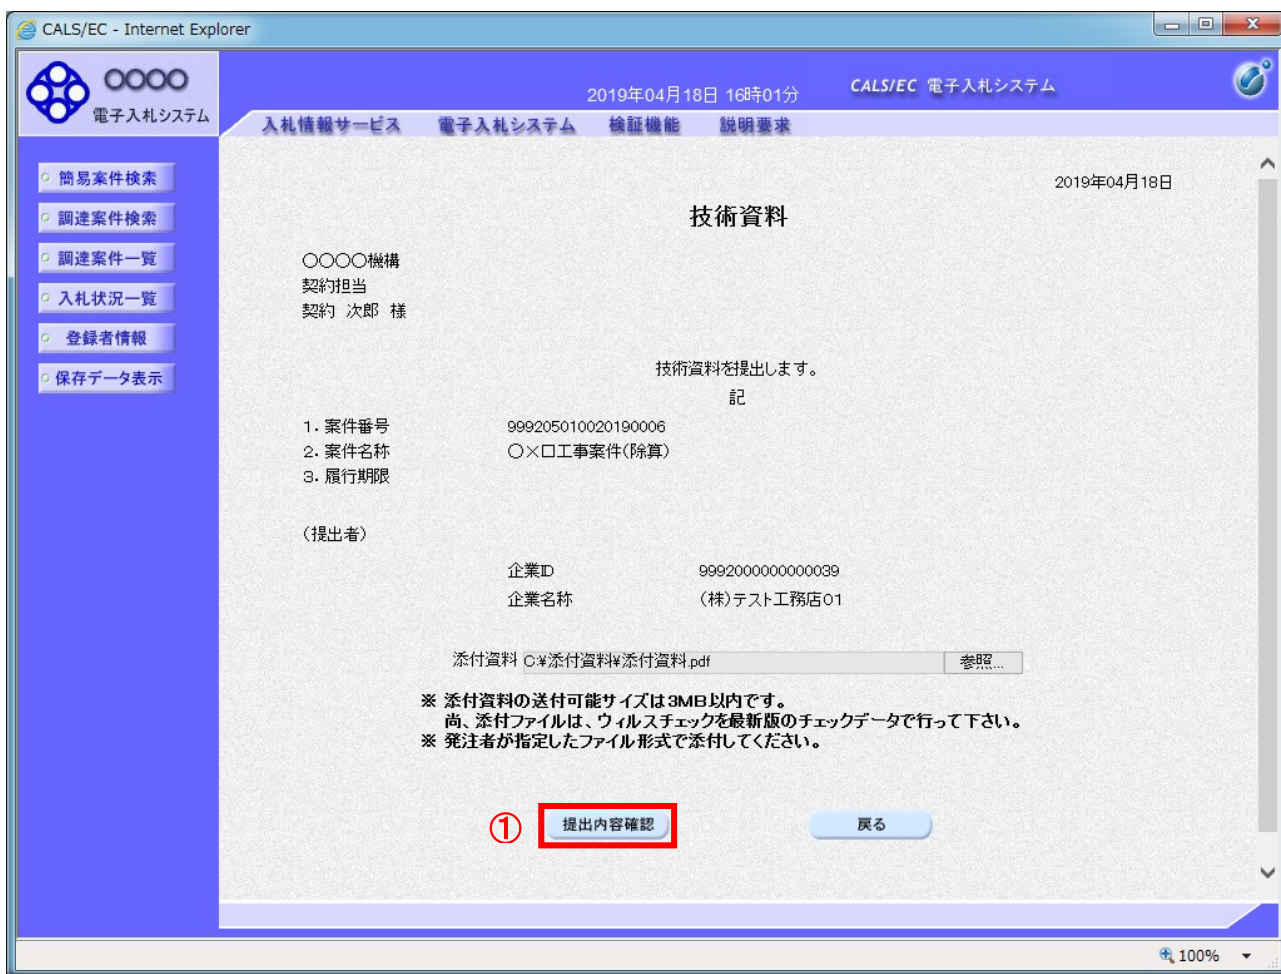 CALS/EC - Internet Explorer
〇〇〇〇
電子入札システム
2019年04月18日 16時01分
CALS/EC 電子入札システム
入札情報サービス 電子入札システム 検証機能 説明要求
簡易案件検索
調達案件検索
調達案件一覧
入札状況一覧
登録者情報
保存データ表示
2019年04月18日
技術資料
〇〇〇〇機構
契約担当
契約 次郎 様
技術資料を提出します。
記
1. 案件番号 999205010020190006
2. 案件名称 〇×口工事案件(除算)
3. 履行期限
(提出者)
企業ID 9992000000000039
企業名称 (株)テスト工務店01
添付資料 C:¥添付資料¥添付資料.pdf 参照...
※ 添付資料の送付可能サイズは3MB以内です。
尚、添付ファイルは、ウィルスチェックを最新版のチェックデータで行って下さい。
※ 発注者が指定したファイル形式で添付してください。
① 提出内容確認 戻る
100%